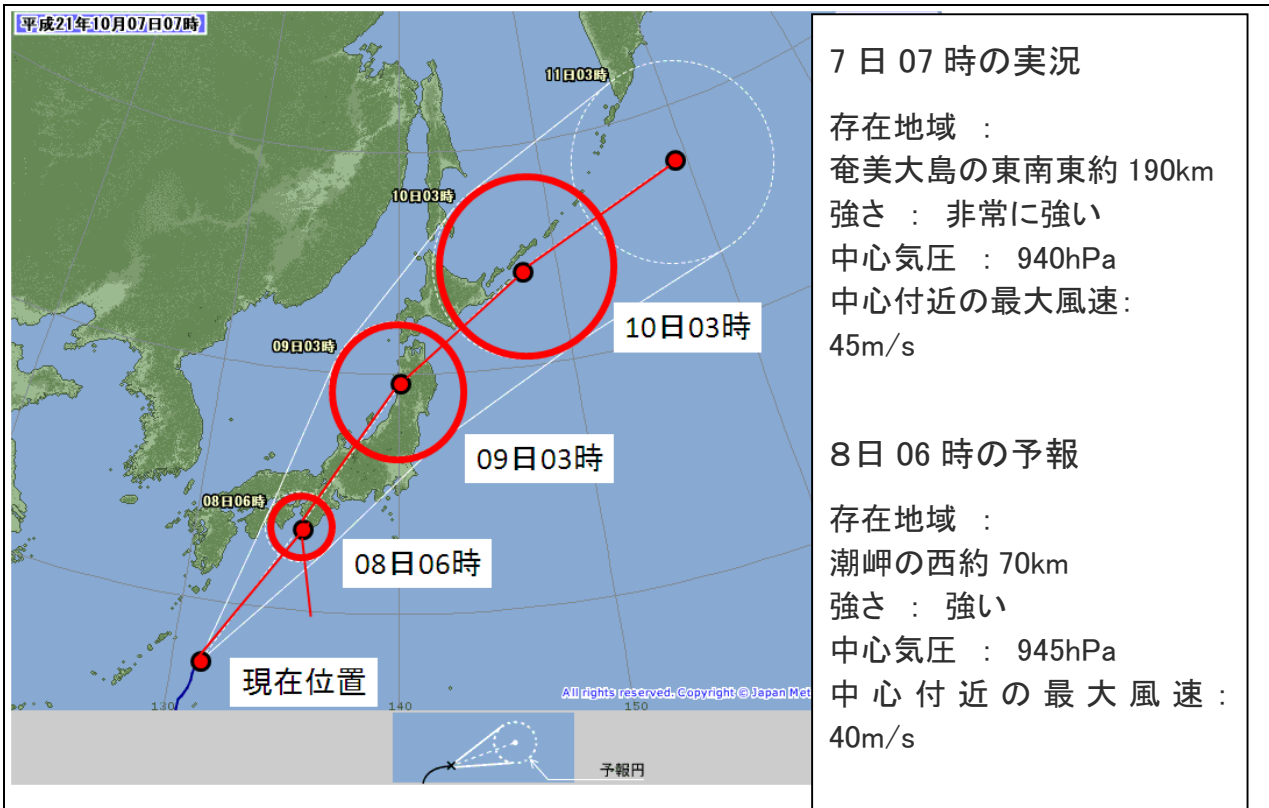 平成21年10月07日07時
11日03時
10日03時
10日03時
09日03時
09日03時
08日06時
08日06時
現在位置
All rights reserved. Copyright © Japan Met
130
140
150
予報円
7日07時の実況
存在地域 :
奄美大島の東南東約190km
強さ : 非常に強い
中心気圧 : 940hPa
中心付近の最大風速:
45m/s
8日06時の予報
存在地域 :
潮岬の西約70km
強さ : 強い
中心気圧 : 945hPa
中心付近の最大風速:
40m/s